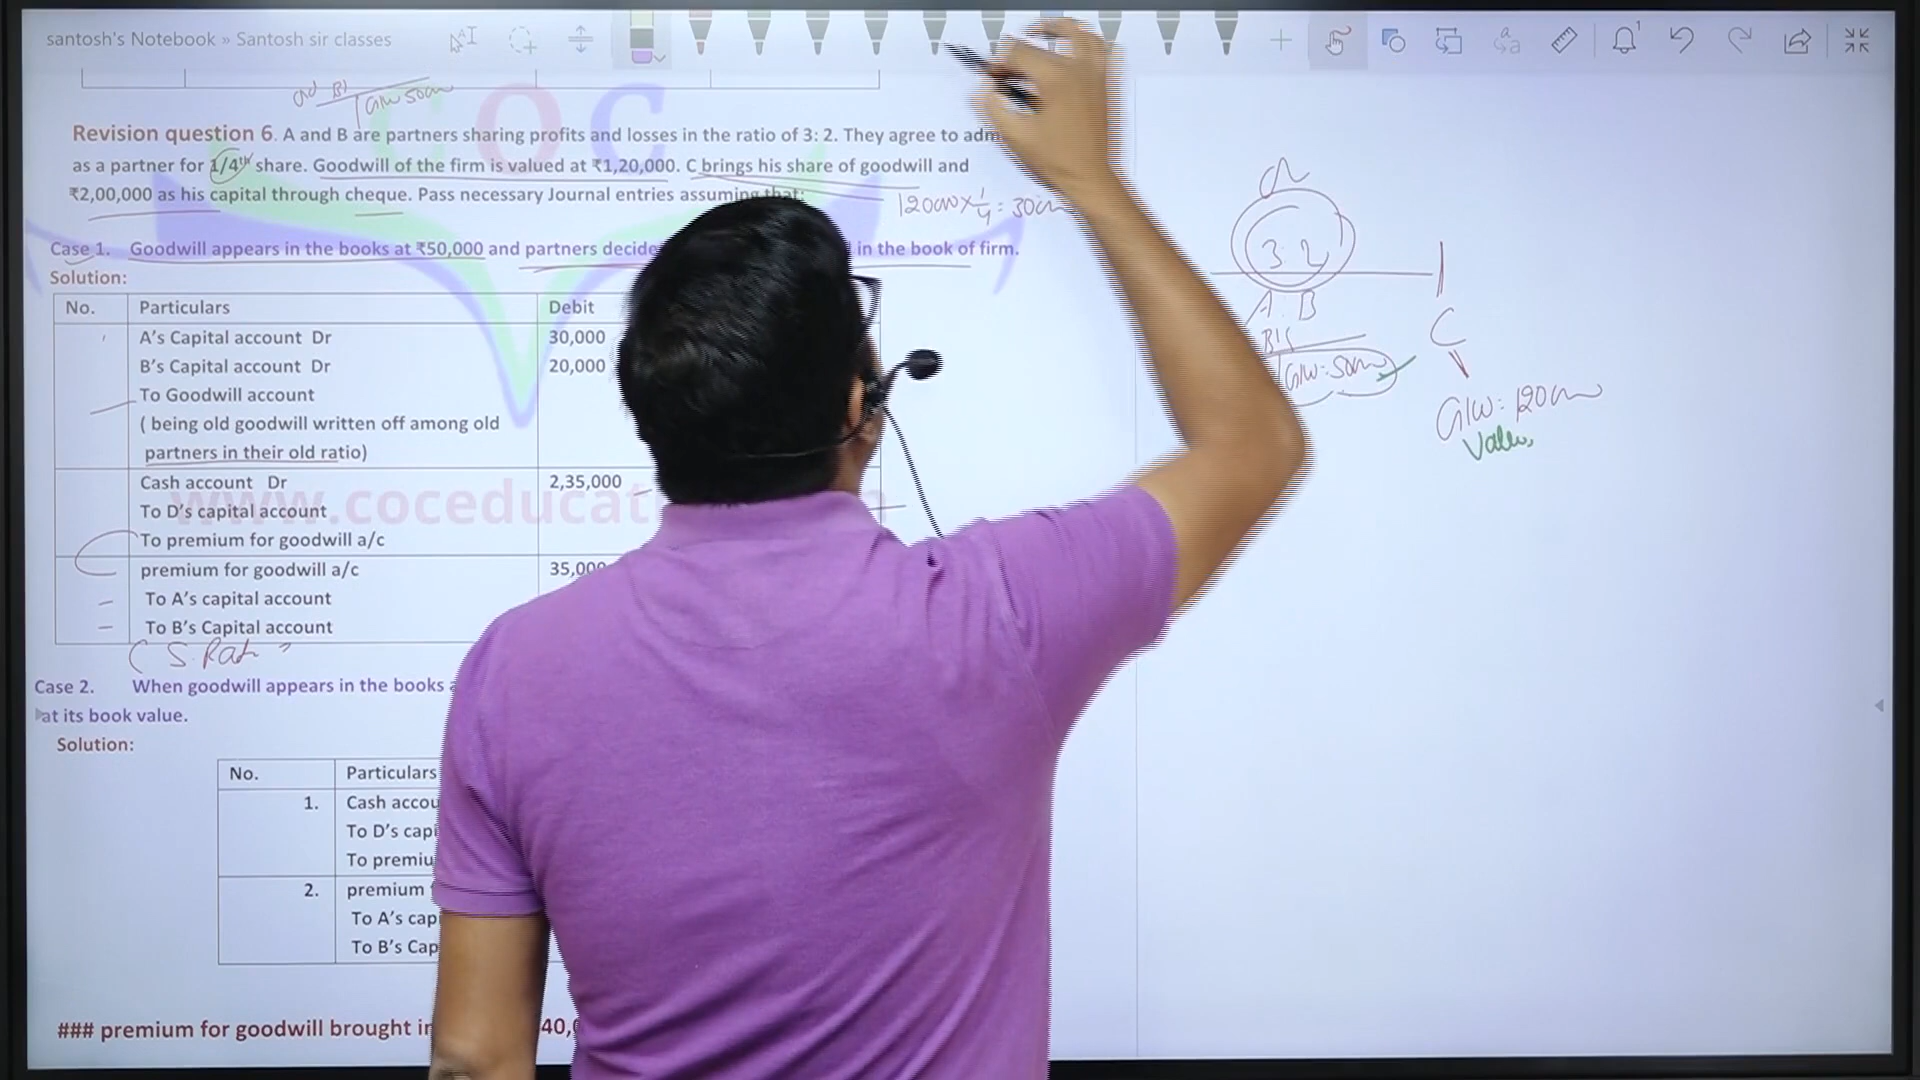 santosh's Notebook » Santosh sir classes
old B/
G/W 50000
COC
Revision question 6. A and B are partners sharing profits and losses in the ratio of 3: 2. They agree to adm
as a partner for 1/4th share. Goodwill of the firm is valued at ₹1,20,000. C brings his share of goodwill and
₹2,00,000 as his capital through cheque. Pass necessary Journal entries assuming that:
Case 1. Goodwill appears in the books at ₹50,000 and partners decide in the book of firm.
Solution:
No. Particulars Debit
A's Capital account Dr 30,000
B's Capital account Dr 20,000
To Goodwill account
( being old goodwill written off among old
partners in their old ratio)
Cash account Dr 2,35,000
To D's capital account
www.coceducat
To premium for goodwill a/c
premium for goodwill a/c 35,000
To A's capital account
To B's Capital account
( S. Ratio
Case 2. When goodwill appears in the books
at its book value.
Solution:
No. Particulars
1. Cash accou
To D's capi
To premiu
2. premium
To A's cap
To B's Cap
### premium for goodwill brought in 40,
3:2
A. B
C
B/S
G/W: 50000
G/W: 120000
Value